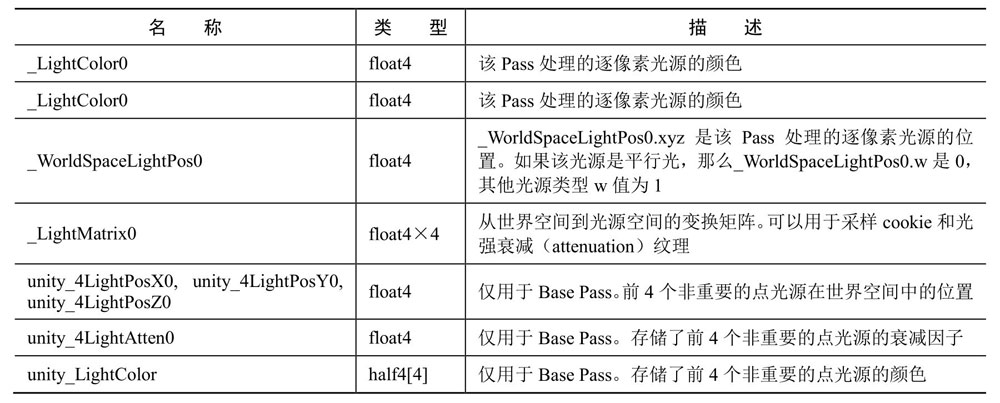 名 称 类 型 描 述
_LightColor0 float4 该 Pass 处理的逐像素光源的颜色
_LightColor0 float4 该 Pass 处理的逐像素光源的颜色
_WorldSpaceLightPos0 float4 _WorldSpaceLightPos0.xyz 是该 Pass 处理的逐像素光源的位
置。如果该光源是平行光，那么_WorldSpaceLightPos0.w 是 0，
其他光源类型 w 值为 1
_LightMatrix0 float4×4 从世界空间到光源空间的变换矩阵。可以用于采样 cookie 和光
强衰减（attenuation）纹理
unity_4LightPosX0, unity_4LightPosY0,
unity_4LightPosZ0 float4 仅用于 Base Pass。前 4 个非重要的点光源在世界空间中的位置
unity_4LightAtten0 float4 仅用于 Base Pass。存储了前 4 个非重要的点光源的衰减因子
unity_LightColor half4[4] 仅用于 Base Pass。存储了前 4 个非重要的点光源的颜色